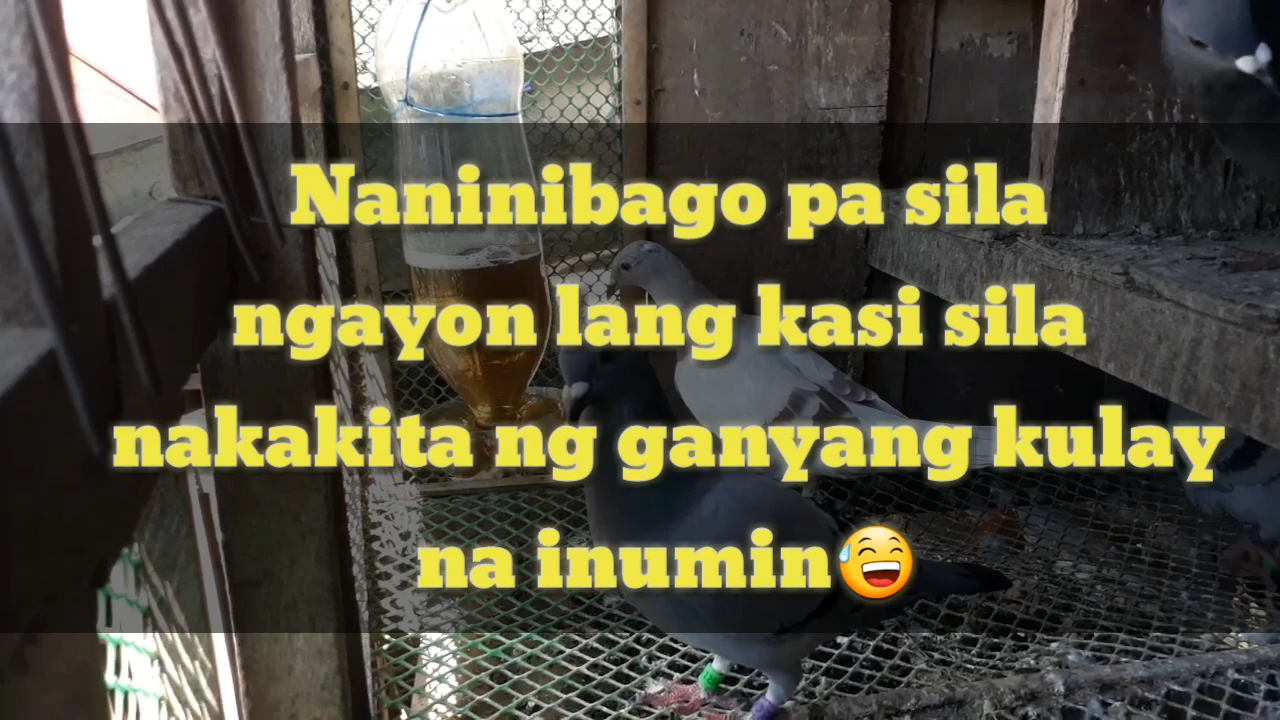 Naninibago pa sila
ngayon lang kasi sila
nakakita ng ganyang kulay
na inumin😅